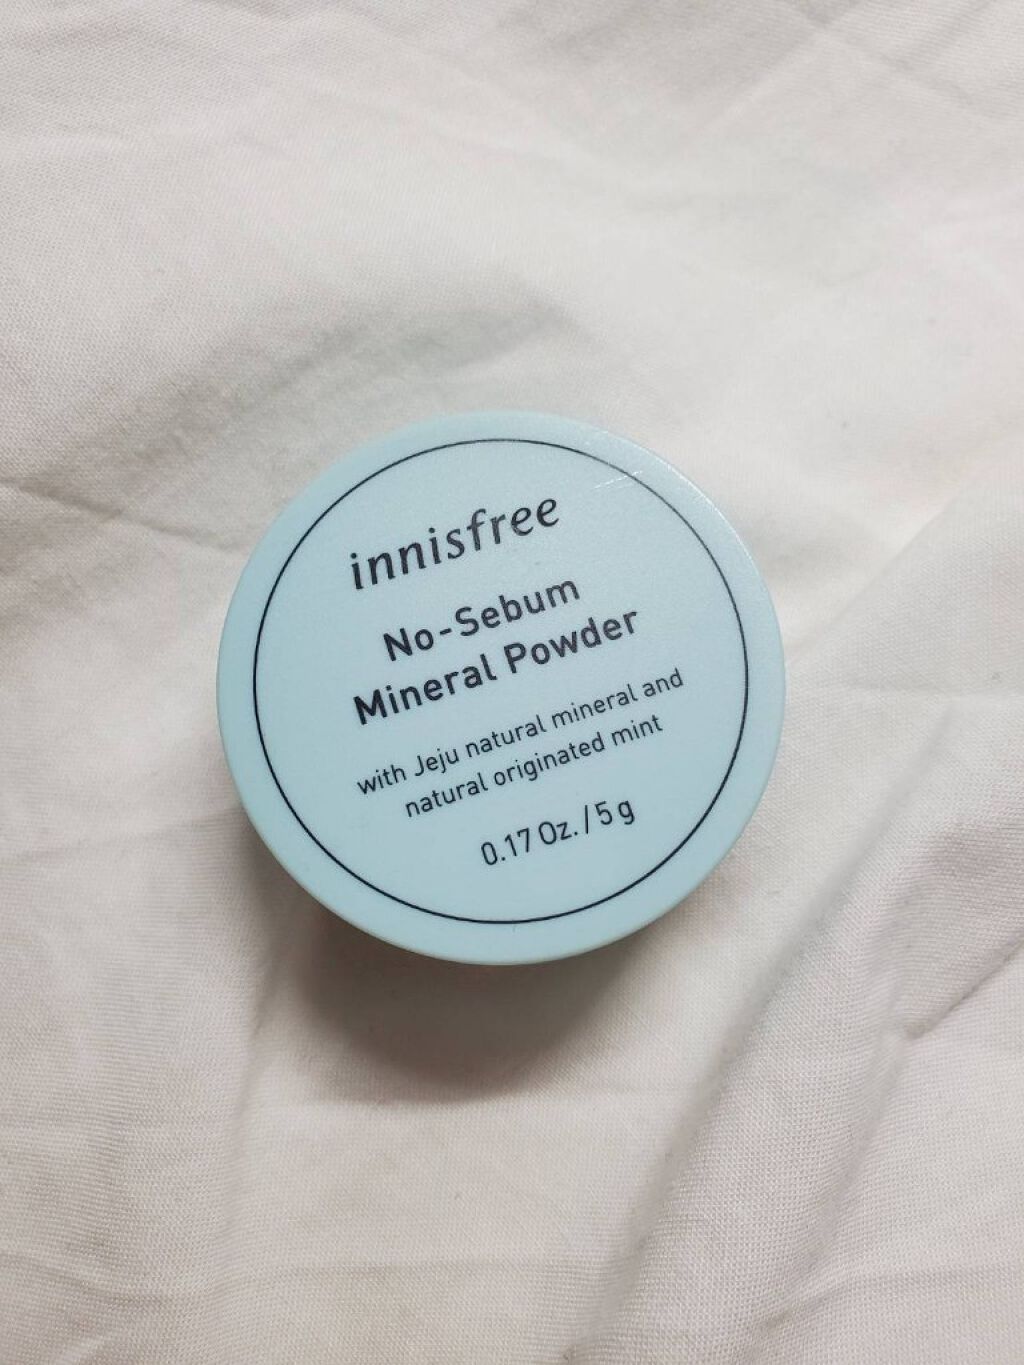 innisfree
No-Sebum
Mineral Powder
with Jeju natural mineral and
natural originated mint
0.17 Oz. / 5 g